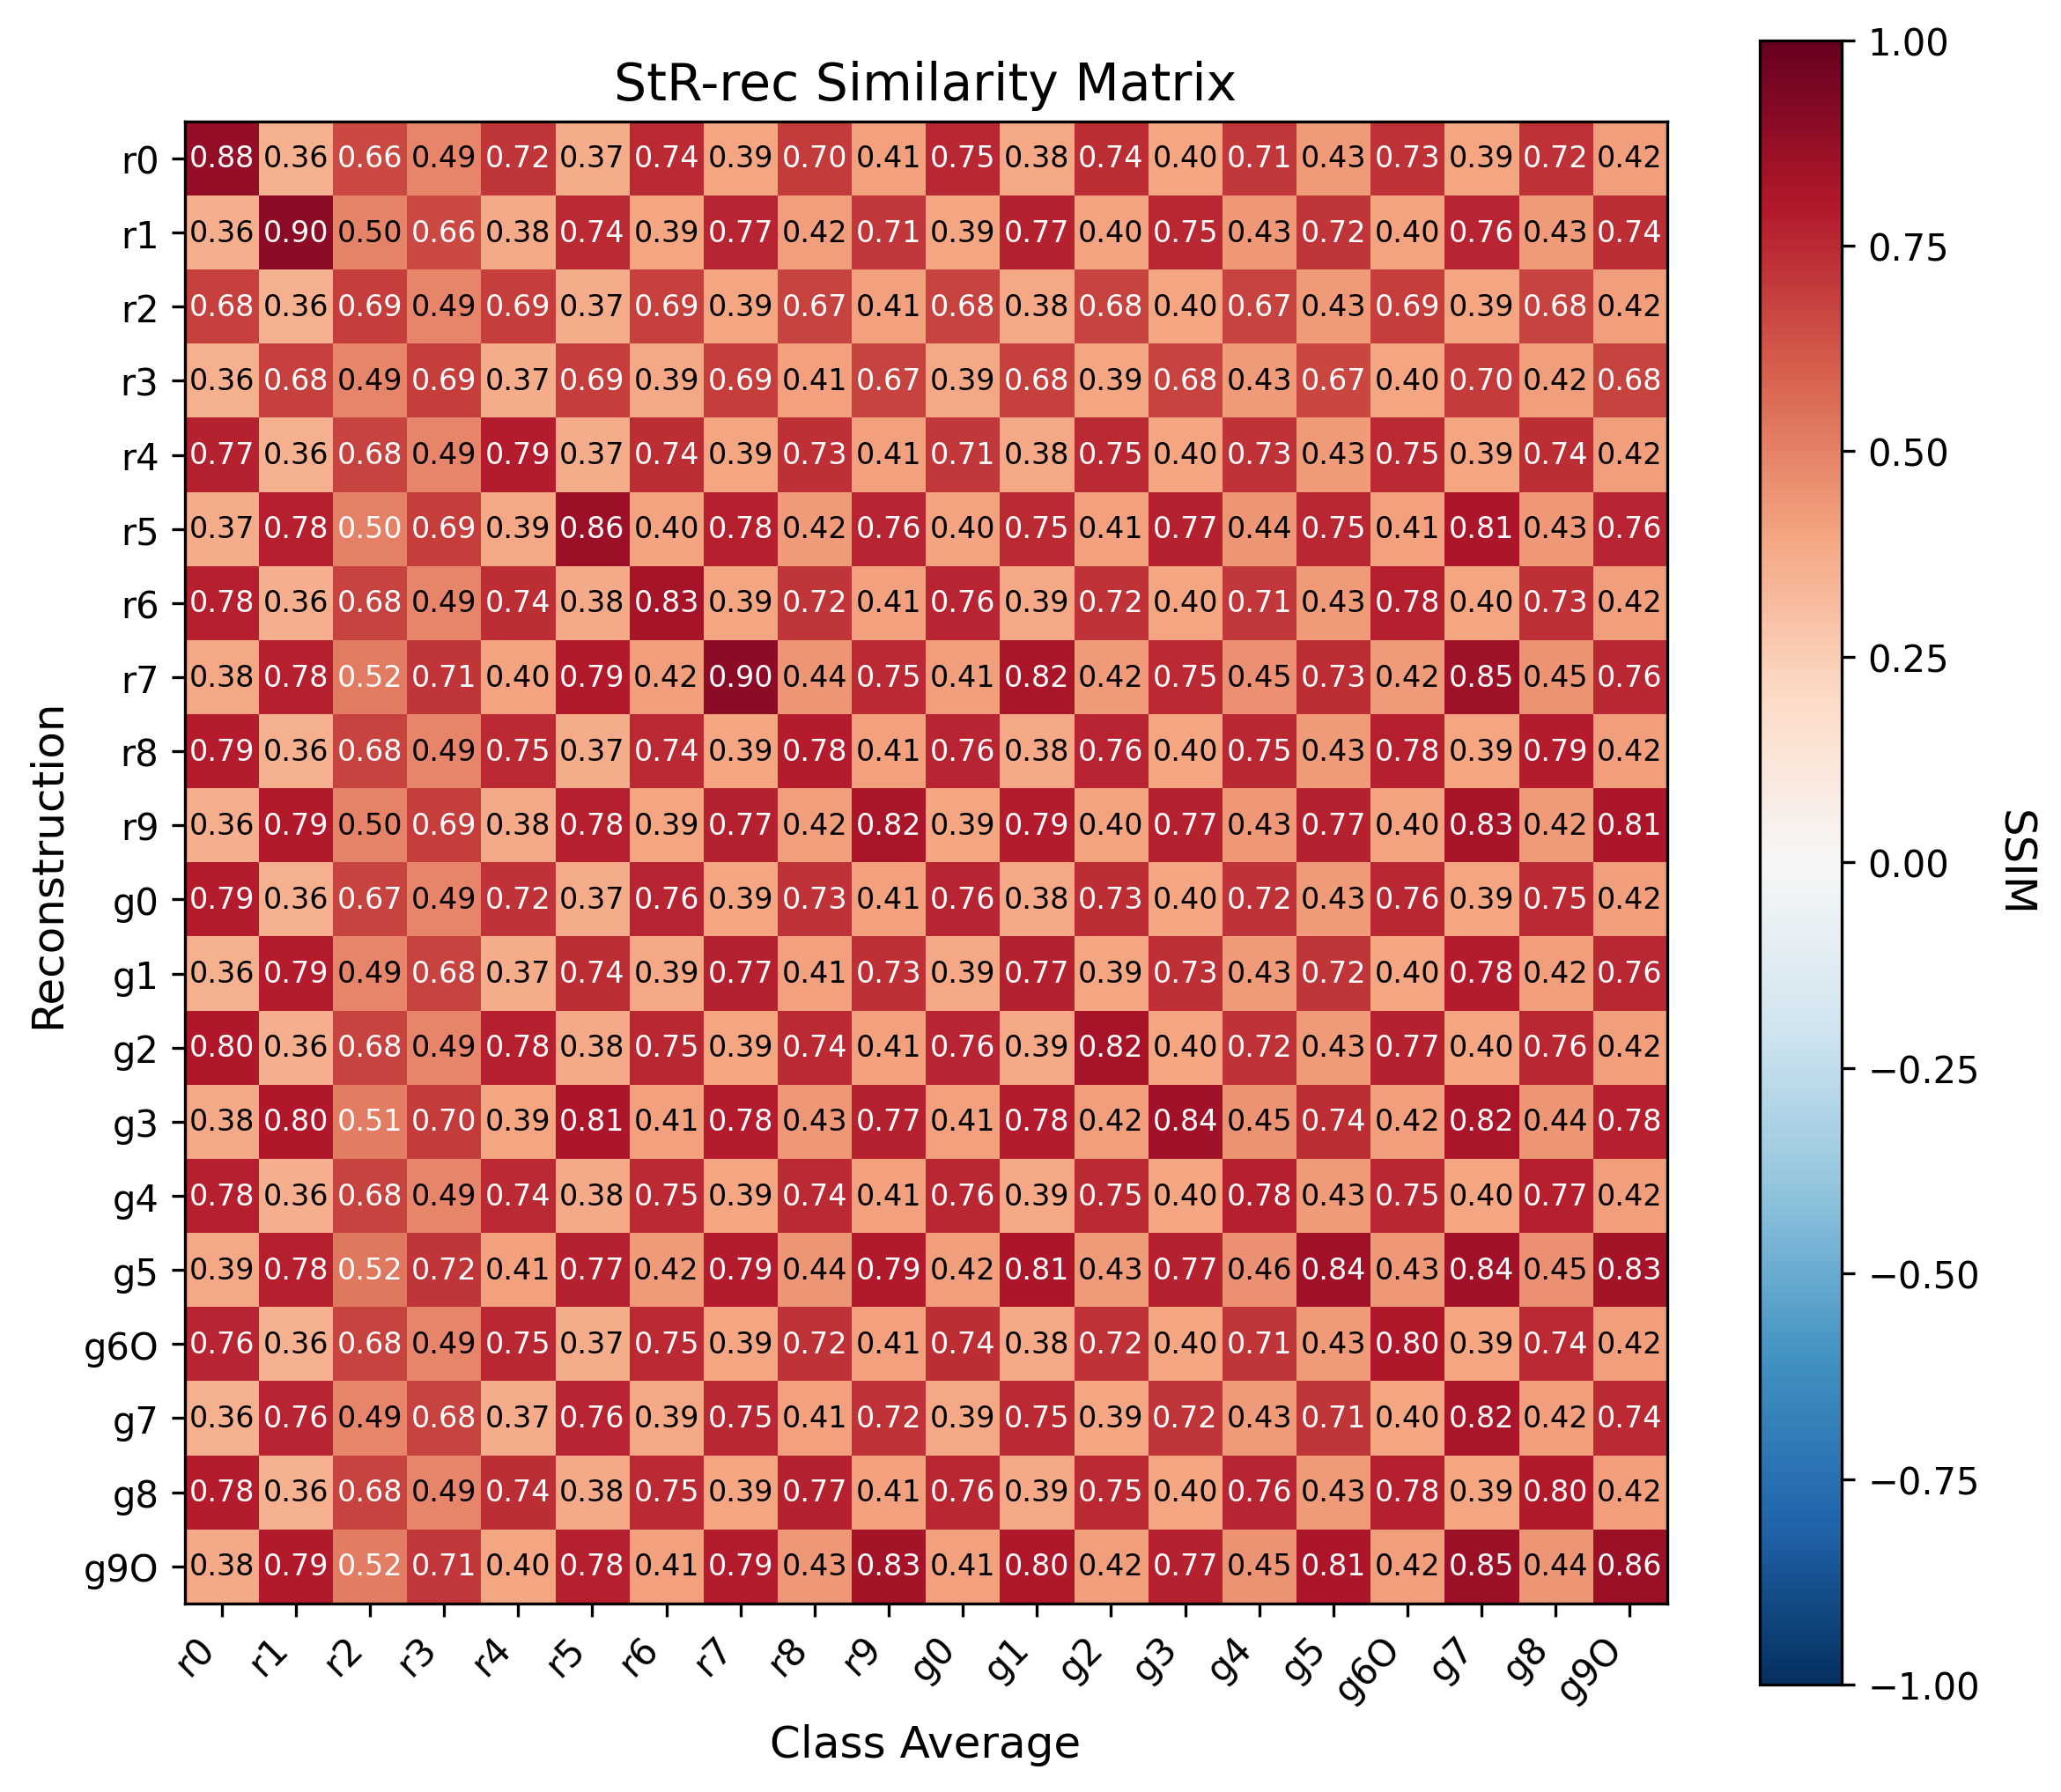 StR-rec Similarity Matrix
r0 0.88 0.36 0.66 0.49 0.72 0.37 0.74 0.39 0.70 0.41 0.75 0.38 0.74 0.40 0.71 0.43 0.73 0.39 0.72 0.42
r1 0.36 0.90 0.50 0.66 0.38 0.74 0.39 0.77 0.42 0.71 0.39 0.77 0.40 0.75 0.43 0.72 0.40 0.76 0.43 0.74
r2 0.68 0.36 0.69 0.49 0.69 0.37 0.69 0.39 0.67 0.41 0.68 0.38 0.68 0.40 0.67 0.43 0.69 0.39 0.68 0.42
r3 0.36 0.68 0.49 0.69 0.37 0.69 0.39 0.69 0.41 0.67 0.39 0.68 0.39 0.68 0.43 0.67 0.40 0.70 0.42 0.68
r4 0.77 0.36 0.68 0.49 0.79 0.37 0.74 0.39 0.73 0.41 0.71 0.38 0.75 0.40 0.73 0.43 0.75 0.39 0.74 0.42
r5 0.37 0.78 0.50 0.69 0.39 0.86 0.40 0.78 0.42 0.76 0.40 0.75 0.41 0.77 0.44 0.75 0.41 0.81 0.43 0.76
r6 0.78 0.36 0.68 0.49 0.74 0.38 0.83 0.39 0.72 0.41 0.76 0.39 0.72 0.40 0.71 0.43 0.78 0.40 0.73 0.42
r7 0.38 0.78 0.52 0.71 0.40 0.79 0.42 0.90 0.44 0.75 0.41 0.82 0.42 0.75 0.45 0.73 0.42 0.85 0.45 0.76
r8 0.79 0.36 0.68 0.49 0.75 0.37 0.74 0.39 0.78 0.41 0.76 0.38 0.76 0.40 0.75 0.43 0.78 0.39 0.79 0.42
r9 0.36 0.79 0.50 0.69 0.38 0.78 0.39 0.77 0.42 0.82 0.39 0.79 0.40 0.77 0.43 0.77 0.40 0.83 0.42 0.81
g0 0.79 0.36 0.67 0.49 0.72 0.37 0.76 0.39 0.73 0.41 0.76 0.38 0.73 0.40 0.72 0.43 0.76 0.39 0.75 0.42
g1 0.36 0.79 0.49 0.68 0.37 0.74 0.39 0.77 0.41 0.73 0.39 0.77 0.39 0.73 0.43 0.72 0.40 0.78 0.42 0.76
g2 0.80 0.36 0.68 0.49 0.78 0.38 0.75 0.39 0.74 0.41 0.76 0.39 0.82 0.40 0.72 0.43 0.77 0.40 0.76 0.42
g3 0.38 0.80 0.51 0.70 0.39 0.81 0.41 0.78 0.43 0.77 0.41 0.78 0.42 0.84 0.45 0.74 0.42 0.82 0.44 0.78
g4 0.78 0.36 0.68 0.49 0.74 0.38 0.75 0.39 0.74 0.41 0.76 0.39 0.75 0.40 0.78 0.43 0.75 0.40 0.77 0.42
g5 0.39 0.78 0.52 0.72 0.41 0.77 0.42 0.79 0.44 0.79 0.42 0.81 0.43 0.77 0.46 0.84 0.43 0.84 0.45 0.83
g6O 0.76 0.36 0.68 0.49 0.75 0.37 0.75 0.39 0.72 0.41 0.74 0.38 0.72 0.40 0.71 0.43 0.80 0.39 0.74 0.42
g7 0.36 0.76 0.49 0.68 0.37 0.76 0.39 0.75 0.41 0.72 0.39 0.75 0.39 0.72 0.43 0.71 0.40 0.82 0.42 0.74
g8 0.78 0.36 0.68 0.49 0.74 0.38 0.75 0.39 0.77 0.41 0.76 0.39 0.75 0.40 0.76 0.43 0.78 0.39 0.80 0.42
g9O 0.38 0.79 0.52 0.71 0.40 0.78 0.41 0.79 0.43 0.83 0.41 0.80 0.42 0.77 0.45 0.81 0.42 0.85 0.44 0.86
r0 r1 r2 r3 r4 r5 r6 r7 r8 r9 g0 g1 g2 g3 g4 g5 g6O g7 g8 g9O
Class Average
Reconstruction
1.00
0.75
0.50
0.25
0.00
−0.25
−0.50
−0.75
−1.00
SSIM